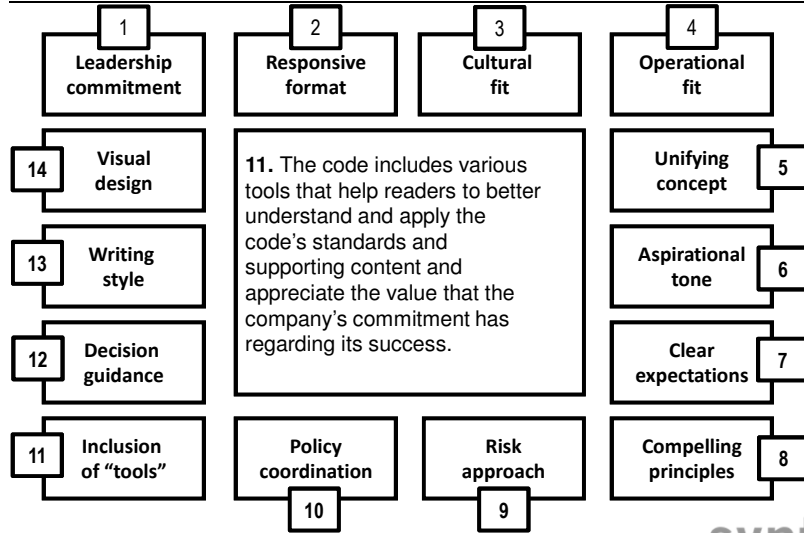 1
Leadership
commitment
2
Responsive
format
3
Cultural
fit
4
Operational
fit
14
Visual
design
11. The code includes various
tools that help readers to better
understand and apply the
code's standards and
supporting content and
appreciate the value that the
company's commitment has
regarding its success.
Unifying
concept
5
13
Writing
style
Aspirational
tone
6
12
Decision
guidance
Clear
expectations
7
11
Inclusion
of “tools”
Policy
coordination
10
Risk
approach
9
Compelling
principles
8